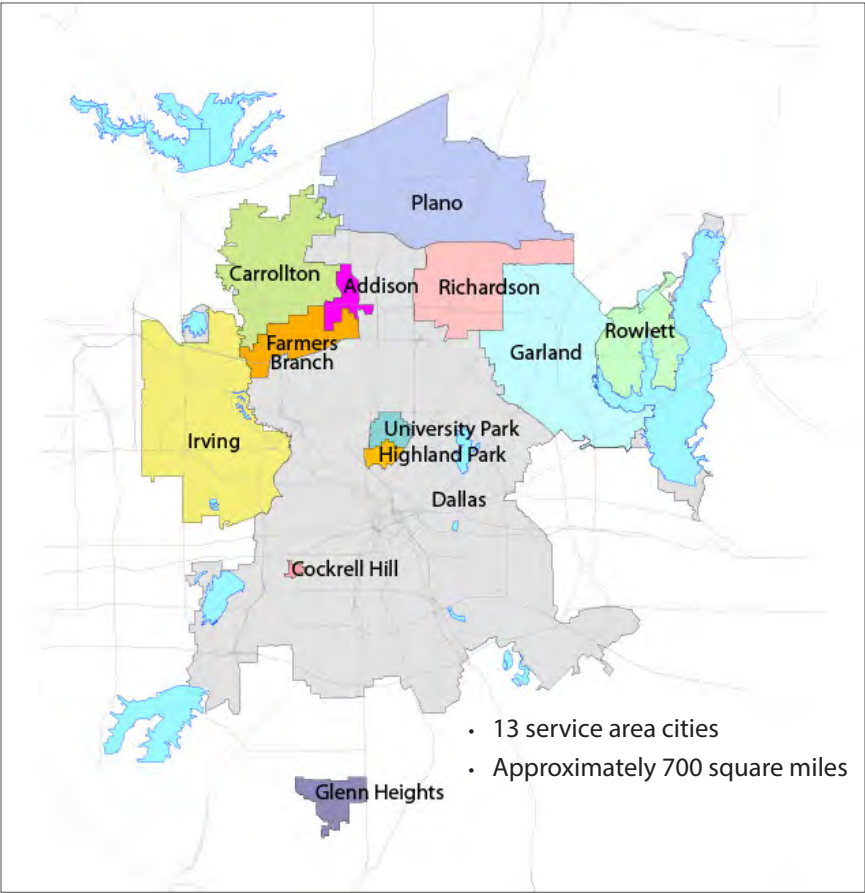 Plano
Carrollton
Addison
Richardson
Rowlett
Farmers
Branch
Garland
Irving
University Park
Highland Park
Dallas
Cockrell Hill
• 13 service area cities
• Approximately 700 square miles
Glenn Heights